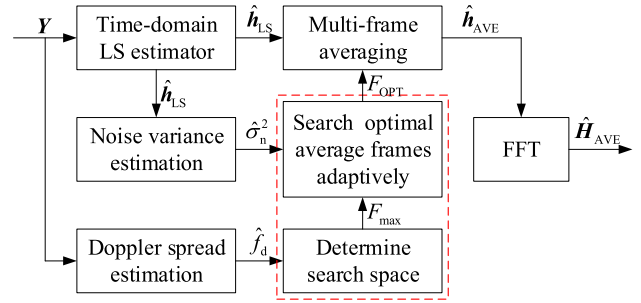 Y
Time-domain
LS estimator
ĥ_LS
Multi-frame
averaging
ĥ_AVE
ĥ_LS
F_OPT
Noise variance
estimation
σ̂_n^2
Search optimal
average frames
adaptively
FFT
Ĥ_AVE
F_max
Doppler spread
estimation
f̂_d
Determine
search space